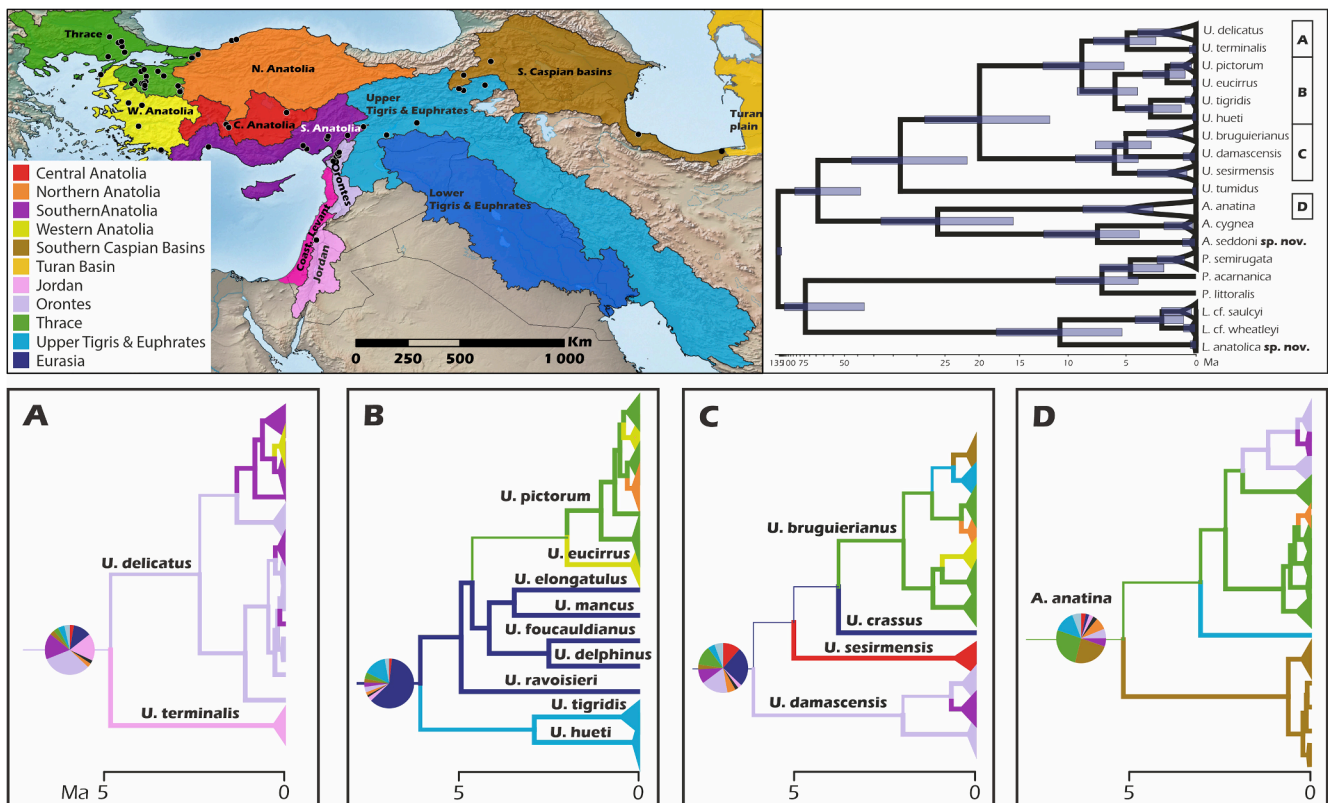 Thrace
N. Anatolia
S. Caspian basins
W. Anatolia
C. Anatolia
S. Anatolia
Upper
Tigris & Euphrates
Turan
plain
Orontes
Lower
Tigris & Euphrates
Coast. Levant
Jordan
Central Anatolia
Northern Anatolia
SouthernAnatolia
Western Anatolia
Southern Caspian Basins
Turan Basin
Jordan
Orontes
Thrace
Upper Tigris & Euphrates
Eurasia
0 250 500 1 000 Km
U. delicatus
U. terminalis
A
U. pictorum
U. eucirrus
U. tigridis
U. hueti
B
U. bruguierianus
U. damascensis
U. sesirmensis
C
U. tumidus
A. anatina
D
A. cygnea
A. seddoni sp. nov.
P. semirugata
P. acarnanica
P. littoralis
L. cf. saulcyi
L. cf. wheatleyi
L. anatolica sp. nov.
50 25 20 15 10 5 0 Ma
A
U. delicatus
U. terminalis
Ma 5 0
B
U. pictorum
U. eucirrus
U. elongatulus
U. mancus
U. foucauldianus
U. delphinus
U. ravoisieri
U. tigridis
U. hueti
5 0
C
U. bruguierianus
U. crassus
U. sesirmensis
U. damascensis
5 0
D
A. anatina
5 0